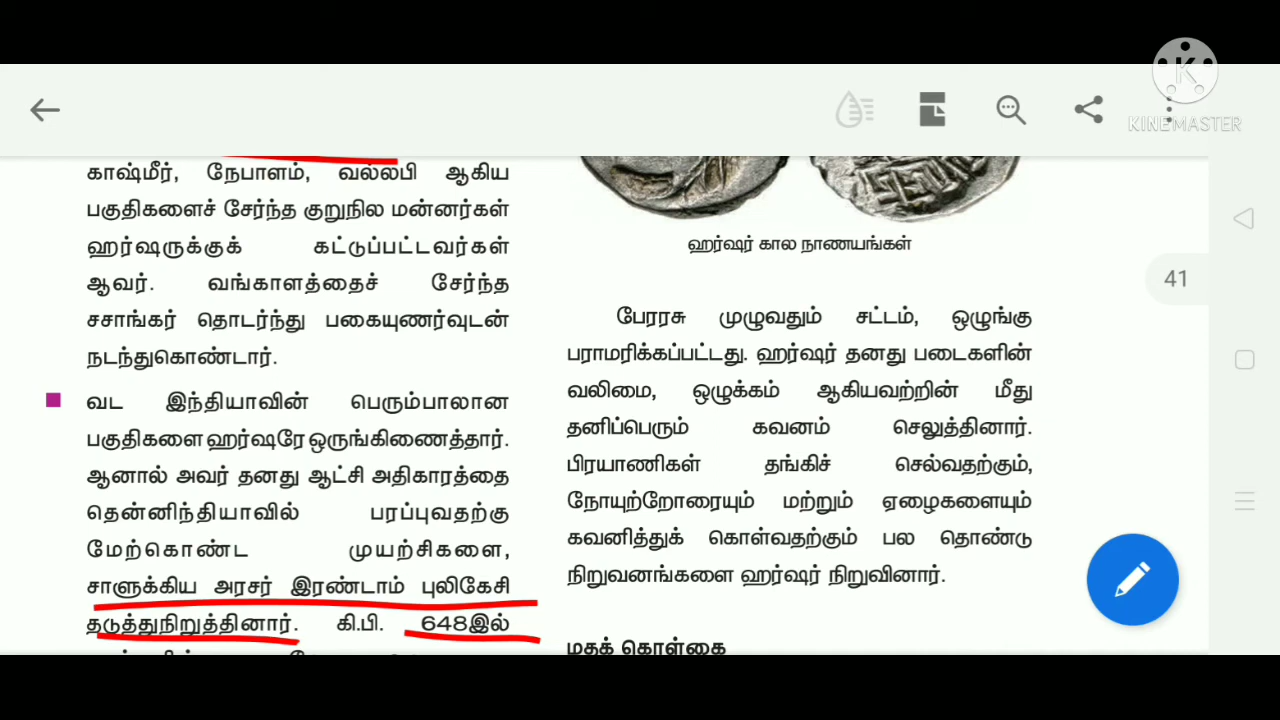 KINEMASTER
காஷ்மீர், நேபாளம், வல்லபி ஆகிய
பகுதிகளைச் சேர்ந்த குறுநில மன்னர்கள்
ஹர்ஷருக்குக் கட்டுப்பட்டவர்கள்
ஆவர். வங்காளத்தைச் சேர்ந்த
சசாங்கர் தொடர்ந்து பகையுணர்வுடன்
நடந்துகொண்டார்.
வட இந்தியாவின் பெரும்பாலான
பகுதிகளை ஹர்ஷரே ஒருங்கிணைத்தார்.
ஆனால் அவர் தனது ஆட்சி அதிகாரத்தை
தென்னிந்தியாவில் பரப்புவதற்கு
மேற்கொண்ட முயற்சிகளை,
சாளுக்கிய அரசர் இரண்டாம் புலிகேசி
தடுத்துநிறுத்தினார். கி.பி. 648இல்
ஹர்ஷர் கால நாணயங்கள்
41
பேரரசு முழுவதும் சட்டம், ஒழுங்கு
பராமரிக்கப்பட்டது. ஹர்ஷர் தனது படைகளின்
வலிமை, ஒழுக்கம் ஆகியவற்றின் மீது
தனிப்பெரும் கவனம் செலுத்தினார்.
பிரயாணிகள் தங்கிச் செல்வதற்கும்,
நோயுற்றோரையும் மற்றும் ஏழைகளையும்
கவனித்துக் கொள்வதற்கும் பல தொண்டு
நிறுவனங்களை ஹர்ஷர் நிறுவினார்.
மதக் கொள்கை